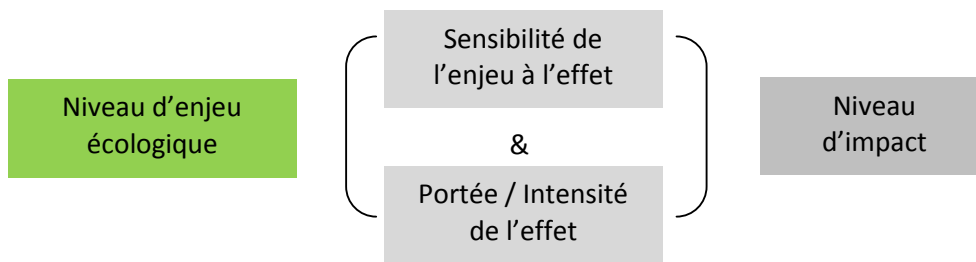 Niveau d’enjeu
écologique
Sensibilité de
l’enjeu à l’effet
&
Portée / Intensité
de l’effet
Niveau
d’impact